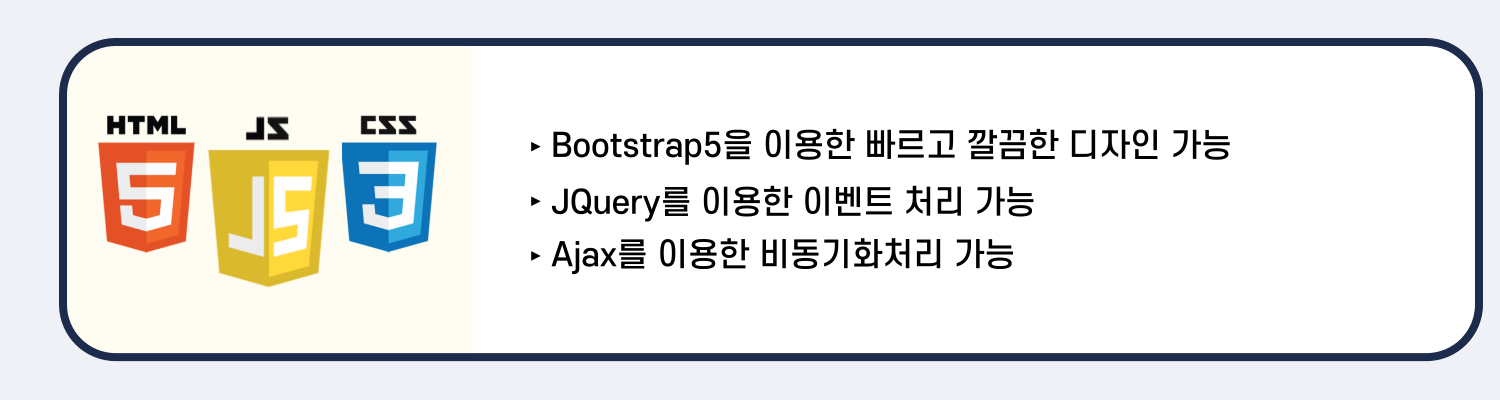 HTML JS CSS
5 JS 3
‣ Bootstrap5을 이용한 빠르고 깔끔한 디자인 가능
‣ JQuery를 이용한 이벤트 처리 가능
‣ Ajax를 이용한 비동기화처리 가능